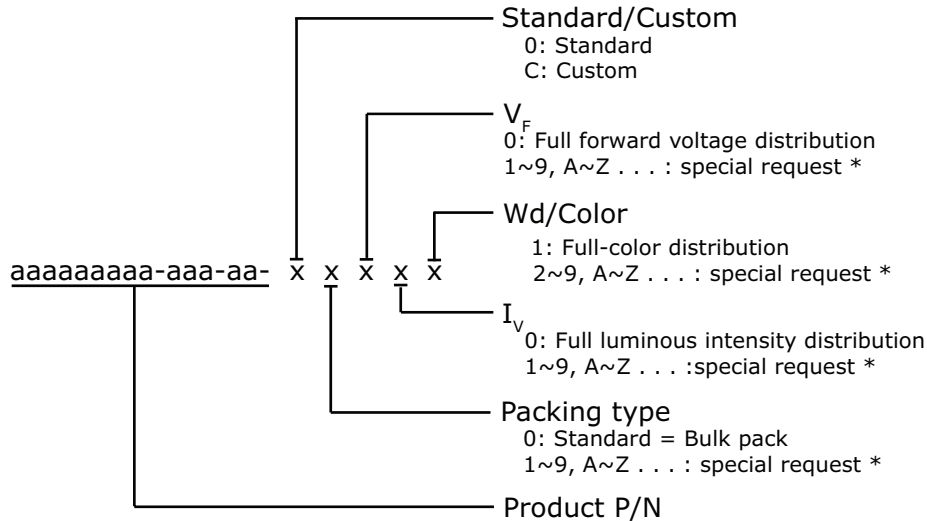 Standard/Custom
0: Standard
C: Custom
VF
0: Full forward voltage distribution
1~9, A~Z . . . : special request *
Wd/Color
1: Full-color distribution
2~9, A~Z . . . : special request *
aaaaaaaaa-aaa-aa- x x x x x
IV
0: Full luminous intensity distribution
1~9, A~Z . . . :special request *
Packing type
0: Standard = Bulk pack
1~9, A~Z . . . : special request *
Product P/N